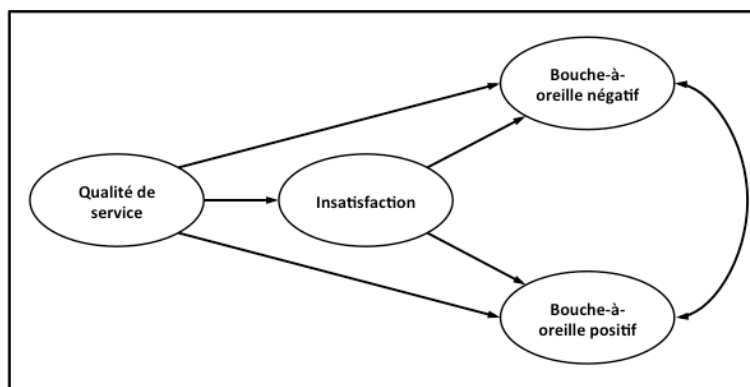 Bouche-à-
oreille négatif
Qualité de
service
Insatisfaction
Bouche-à-
oreille positif